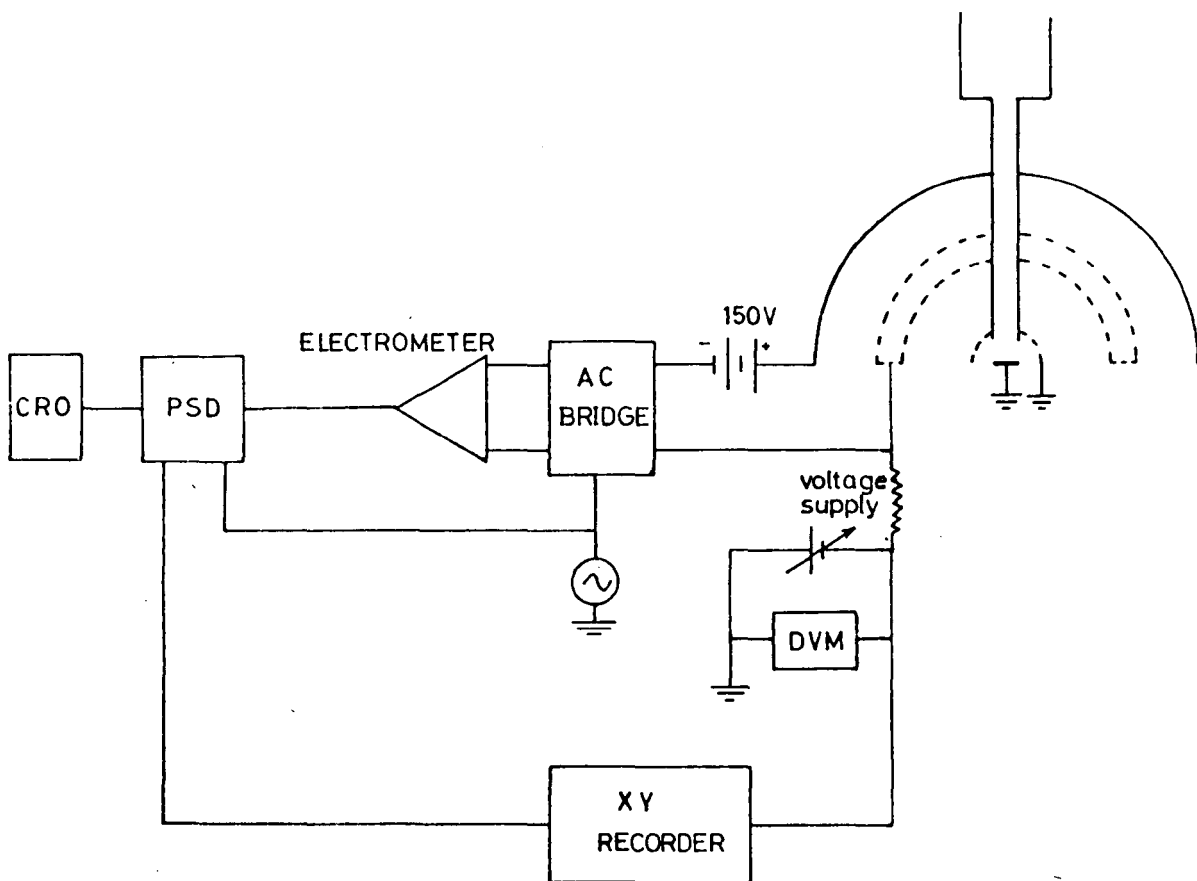 150V
- +
ELECTROMETER
CRO
PSD
AC
BRIDGE
voltage
supply
DVM
XY
RECORDER